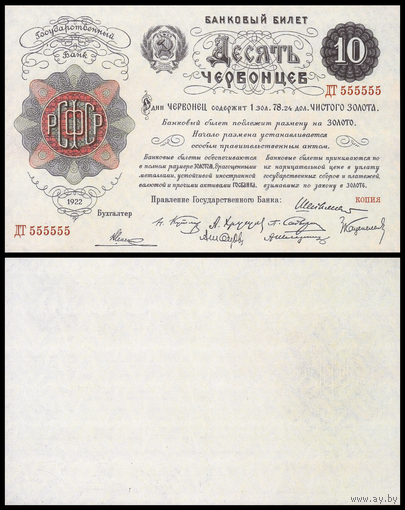 Государственный
Банк
БАНКОВЫЙ БИЛЕТ
Десять
ЧЕРВОНЦЕВ
10
ДТ 555555
Один ЧЕРВОНЕЦ содержит 1 зол. 78.24 дол. ЧИСТОГО ЗОЛОТА.
Банковый билет подлежит размену на ЗОЛОТО.
Начало размена устанавливается
особым правительственным актом.
РСФСР
Банковые билеты обеспечиваются
в полном размере золотом, драгоценными
металлами, устойчивой иностранной
валютой и прочими активами ГОСБАНКА.
Банковые билеты принимаются по
их нарицательной цене в уплату
государственных сборов и платежей,
взимаемых по закону в золоте.
1922
Правление Государственного Банка:
КОПИЯ
Бухгалтер
ДТ 555555
www.ay.by